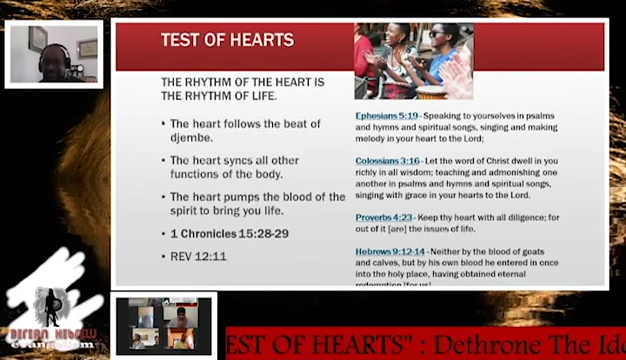 TEST OF HEARTS
THE RHYTHM OF THE HEART IS
THE RHYTHM OF LIFE.
• The heart follows the beat of
djembe.
• The heart syncs all other
functions of the body.
• The heart pumps the blood of the
spirit to bring you life.
• 1 Chronicles 15:28-29
• REV 12:11
Ephesians 5:19 - Speaking to yourselves in psalms
and hymns and spiritual songs, singing and making
melody in your heart to the Lord;
Colossians 3:16 - Let the word of Christ dwell in you
richly in all wisdom; teaching and admonishing one
another in psalms and hymns and spiritual songs,
singing with grace in your hearts to the Lord.
Proverbs 4:23 - Keep thy heart with all diligence; for
out of it [are] the issues of life.
Hebrews 9:12-14 - Neither by the blood of goats
and calves, but by his own blood he entered in once
into the holy place, having obtained eternal
redemption [for us]
BEREAN HEBREW
EST OF HEARTS" : Dethrone The Ido